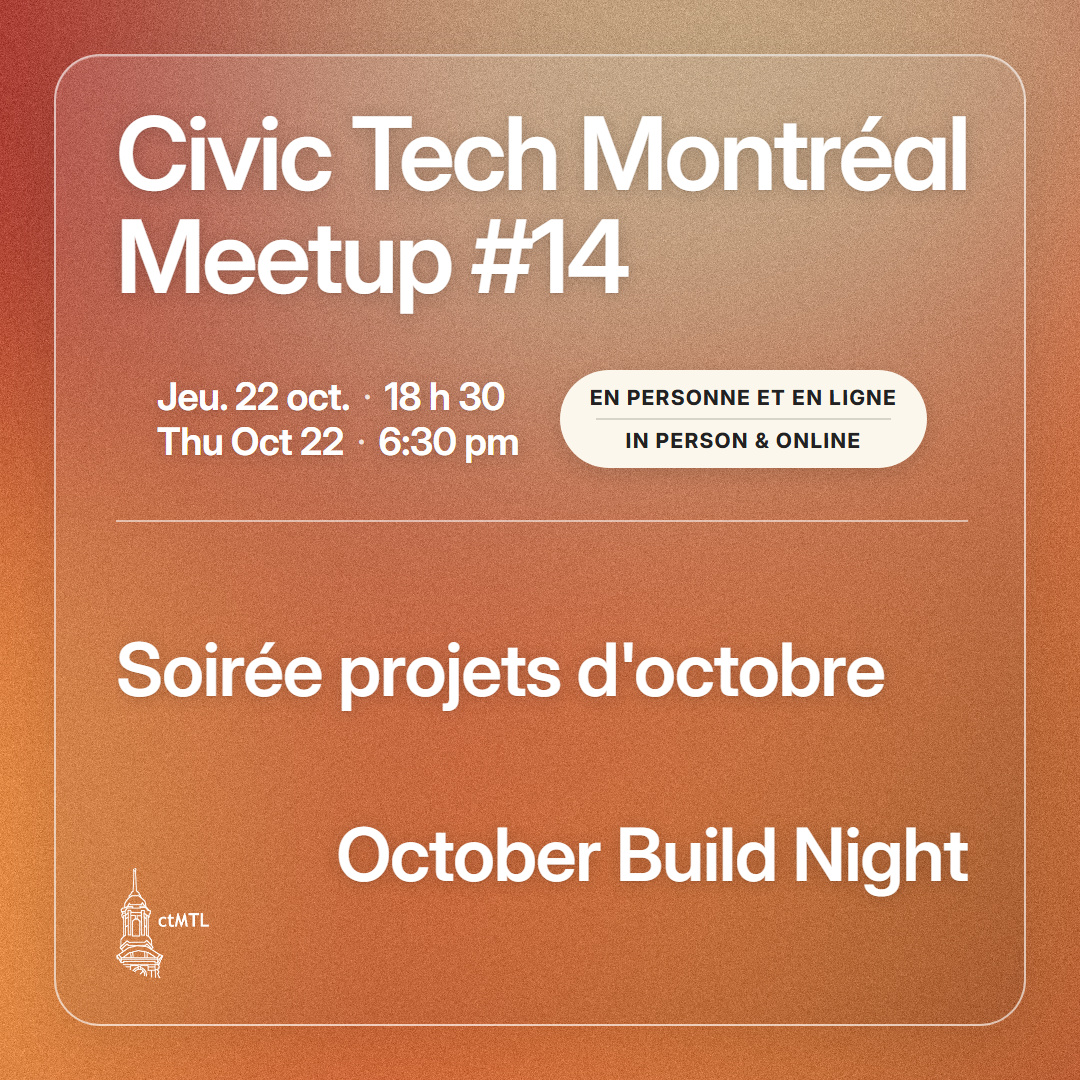 Civic Tech Montréal
Meetup #14
Jeu. 22 oct. · 18 h 30
Thu Oct 22 · 6:30 pm
EN PERSONNE ET EN LIGNE
IN PERSON & ONLINE
Soirée projets d'octobre
October Build Night
ctMTL